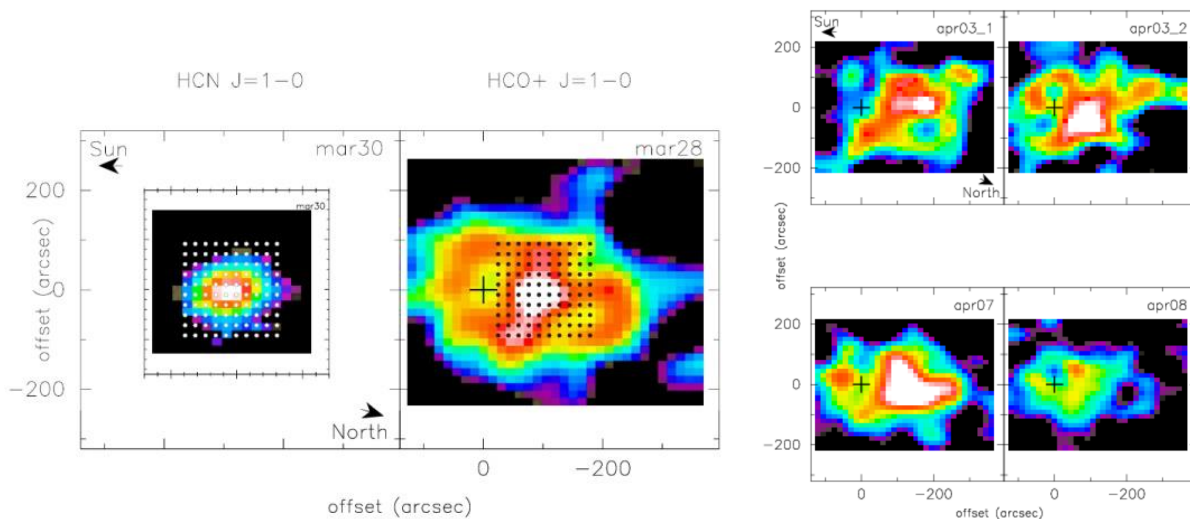 HCN J=1-0
HCO+ J=1-0
Sun
mar30
mar28
mar30
200
0
-200
offset (arcsec)
North
0
-200
offset (arcsec)
Sun
apr03_1
apr03_2
200
0
-200
North
offset (arcsec)
apr07
apr08
200
0
-200
0
-200
0
-200
offset (arcsec)